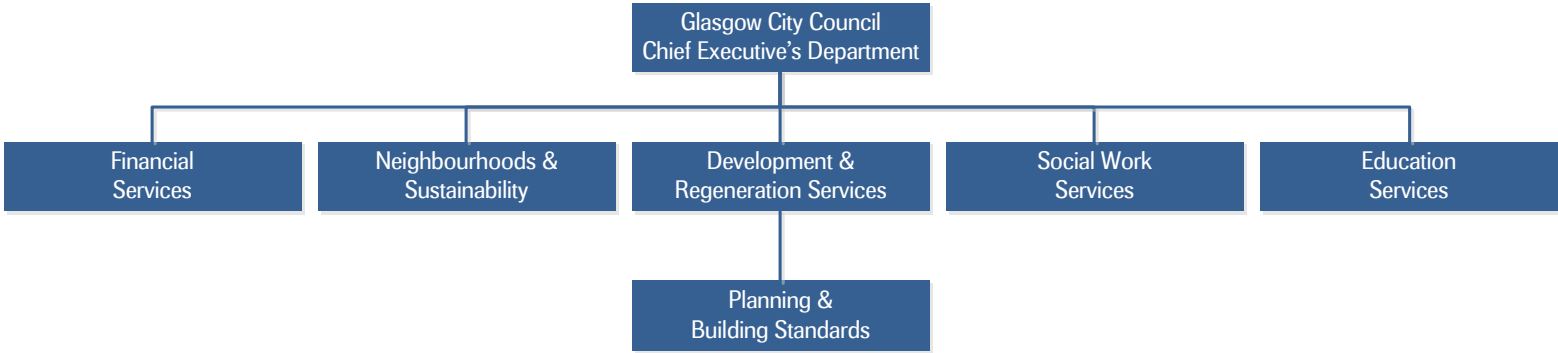 Glasgow City Council
Chief Executive’s Department
Financial
Services
Neighbourhoods &
Sustainability
Development &
Regeneration Services
Social Work
Services
Education
Services
Planning &
Building Standards